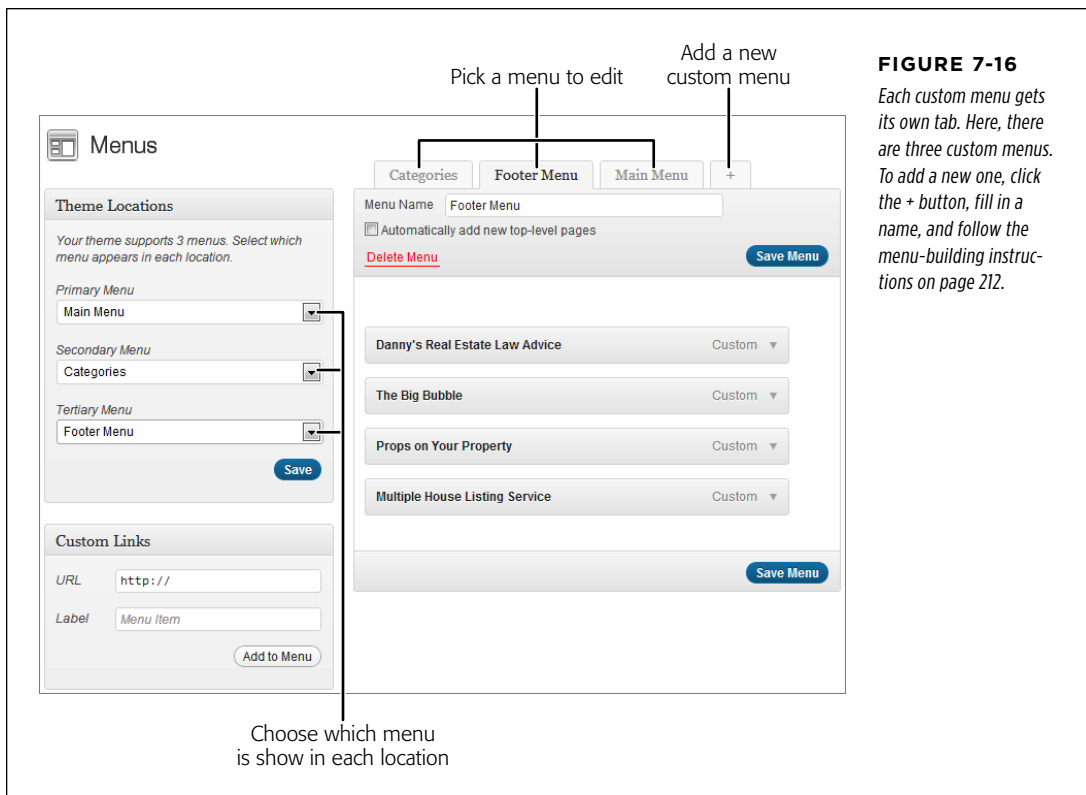 Pick a menu to edit
Add a new
custom menu
Menus
Theme Locations
Your theme supports 3 menus. Select which
menu appears in each location.
Primary Menu
Main Menu
Secondary Menu
Categories
Tertiary Menu
Footer Menu
Save
Custom Links
URL
http://
Label
Menu Item
Add to Menu
Categories
Footer Menu
Main Menu
+
Menu Name
Footer Menu
Automatically add new top-level pages
Delete Menu
Save Menu
Danny's Real Estate Law Advice
Custom
The Big Bubble
Custom
Props on Your Property
Custom
Multiple House Listing Service
Custom
Save Menu
Choose which menu
is show in each location
FIGURE 7-16
Each custom menu gets
its own tab. Here, there
are three custom menus.
To add a new one, click
the + button, fill in a
name, and follow the
menu-building instruc-
tions on page 212.